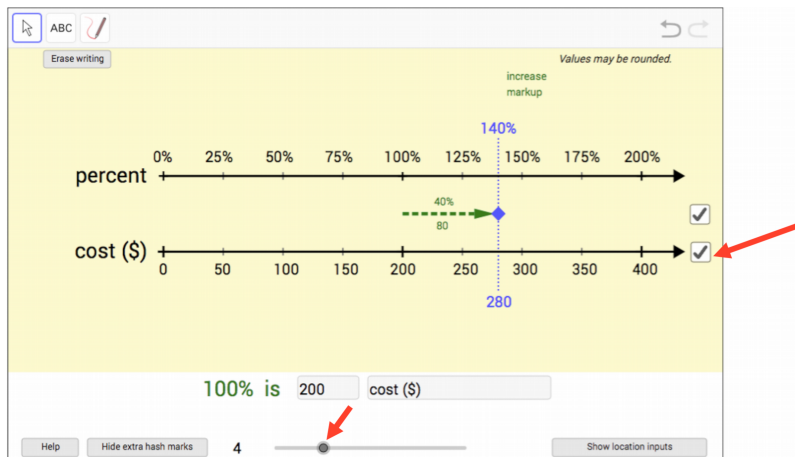 ABC
Erase writing
Values may be rounded.
increase
markup
140%
0% 25% 50% 75% 100% 125% 150% 175% 200%
percent
40%
80
cost ($)
0 50 100 150 200 250 300 350 400
280
100% is 200 cost ($)
Help Hide extra hash marks 4 Show location inputs